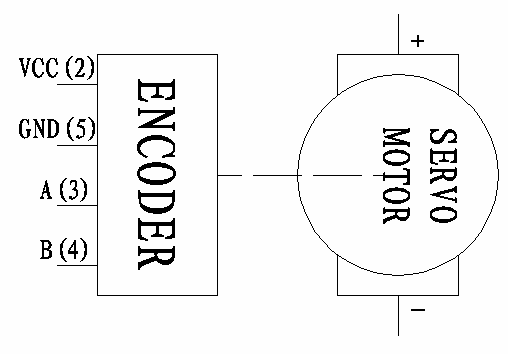 VCC (2)
GND (5)
A (3)
B (4)
ENCODER
+
SERVO
MOTOR
−